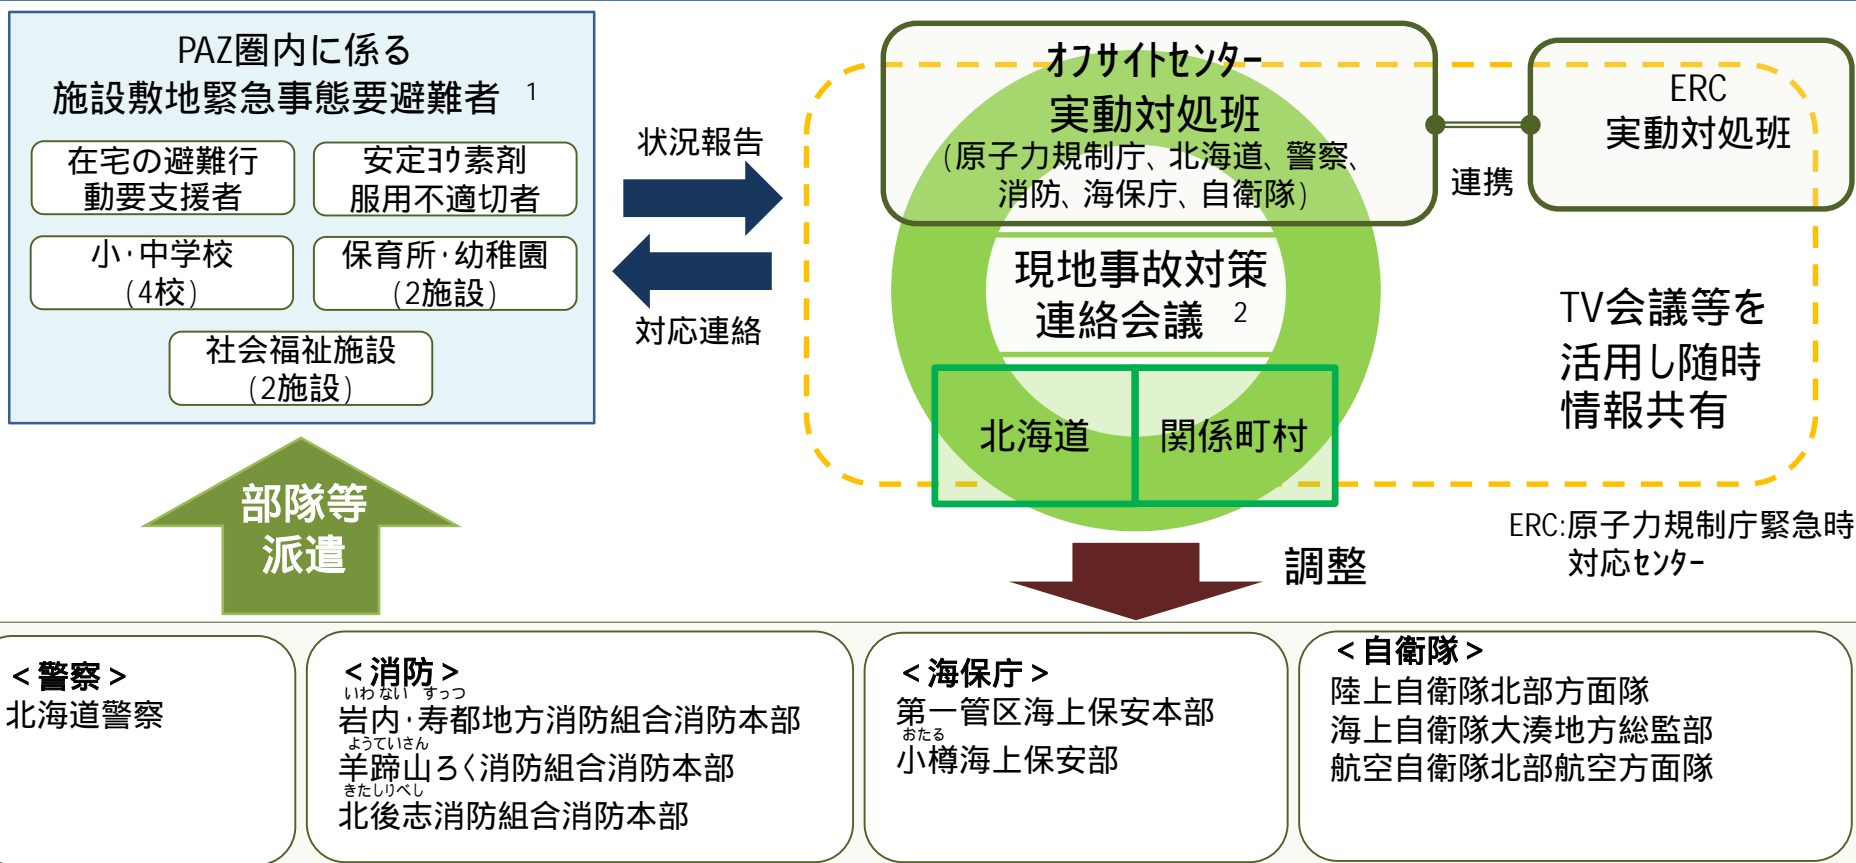 PAZ圏内に係る
施設敷地緊急事態要避難者 1
在宅の避難行
動要支援者
安定ヨウ素剤
服用不適切者
小・中学校
(4校)
保育所・幼稚園
(2施設)
社会福祉施設
(2施設)
状況報告
対応連絡
オフサイトセンター
実動対処班
(原子力規制庁、北海道、警察、
消防、海保庁、自衛隊)
連携
ERC
実動対処班
現地事故対策
連絡会議 2
北海道
関係町村
TV会議等を
活用し随時
情報共有
ERC:原子力規制庁緊急時
対応センター
部隊等
派遣
調整
<警察>
北海道警察
<消防>
いわない すっつ
岩内・寿都地方消防組合消防本部
ようていさん
羊蹄山ろく消防組合消防本部
きたしりべし
北後志消防組合消防本部
<海保庁>
第一管区海上保安本部
おたる
小樽海上保安部
<自衛隊>
陸上自衛隊北部方面隊
海上自衛隊大湊地方総監部
航空自衛隊北部航空方面隊